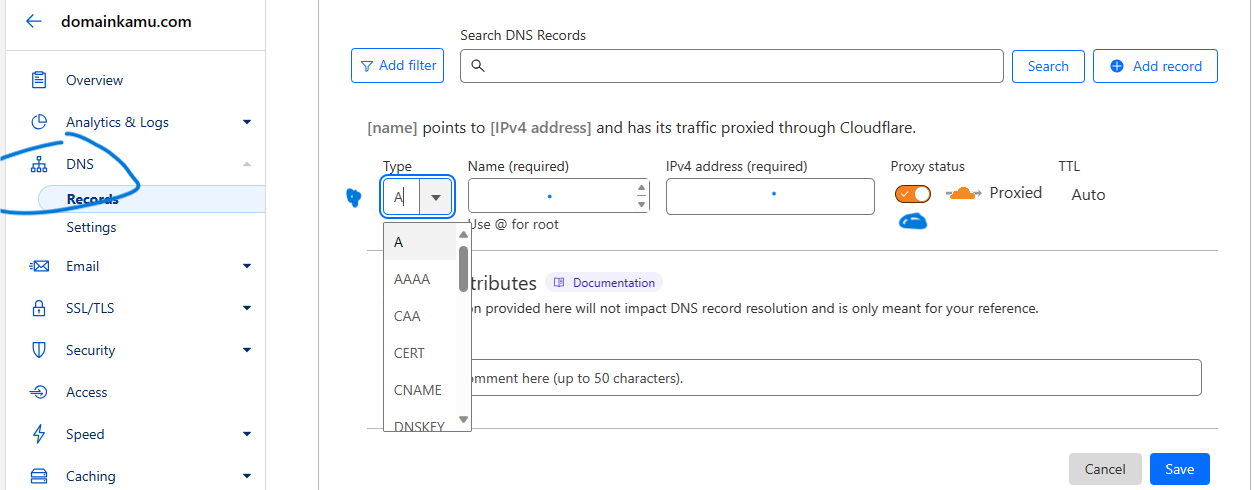 domainkamu.com
Overview
Analytics & Logs
DNS
Records
Settings
Email
SSL/TLS
Security
Access
Speed
Caching
Search DNS Records
Add filter
Search
Add record
[name] points to [IPv4 address] and has its traffic proxied through Cloudflare.
Type
Name (required)
IPv4 address (required)
Proxy status
TTL
A
Proxied
Auto
Use @ for root
A
AAAA
CAA
CERT
CNAME
DNSKEY
tributes
Documentation
on provided here will not impact DNS record resolution and is only meant for your reference.
omment here (up to 50 characters).
Cancel
Save